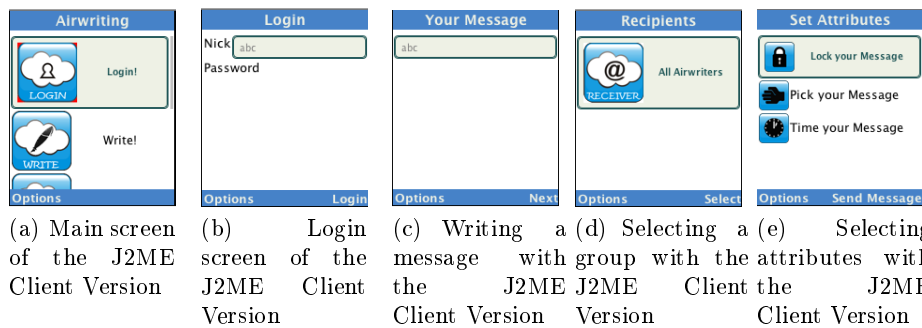 Airwriting
LOGIN
Login!
WRITE
Write!
Options
(a) Main screen
of the J2ME
Client Version
Login
Nick abc
Password
Options Login
(b) Login
screen of the
J2ME Client
Version
Your Message
abc
Options Next
(c) Writing a
message with
the J2ME
Client Version
Recipients
@
RECEIVER
All Airwriters
Options Select
(d) Selecting a
group with the
J2ME Client
Version
Set Attributes
Lock your Message
Pick your Message
Time your Message
Options Send Message
(e) Selecting
attributes with
the J2ME
Client Version